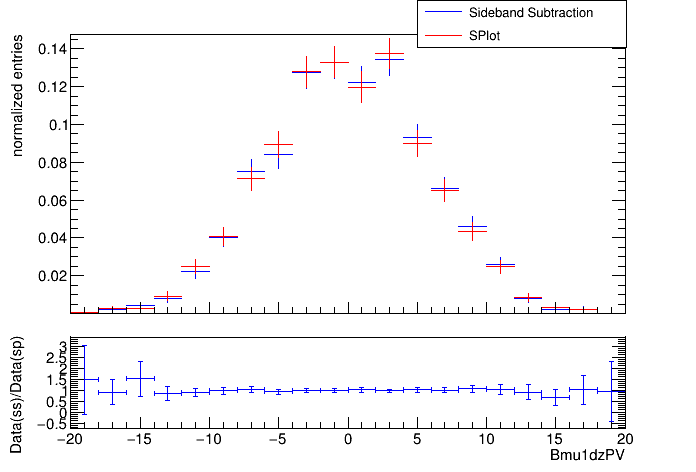 Sideband Subtraction
SPlot
normalized entries
0.14
0.12
0.1
0.08
0.06
0.04
0.02
Data(ss)/Data(sp)
3
2.5
2
1.5
1
0.5
0
−0.5
−20 −15 −10 −5 0 5 10 15 20
Bmu1dzPV